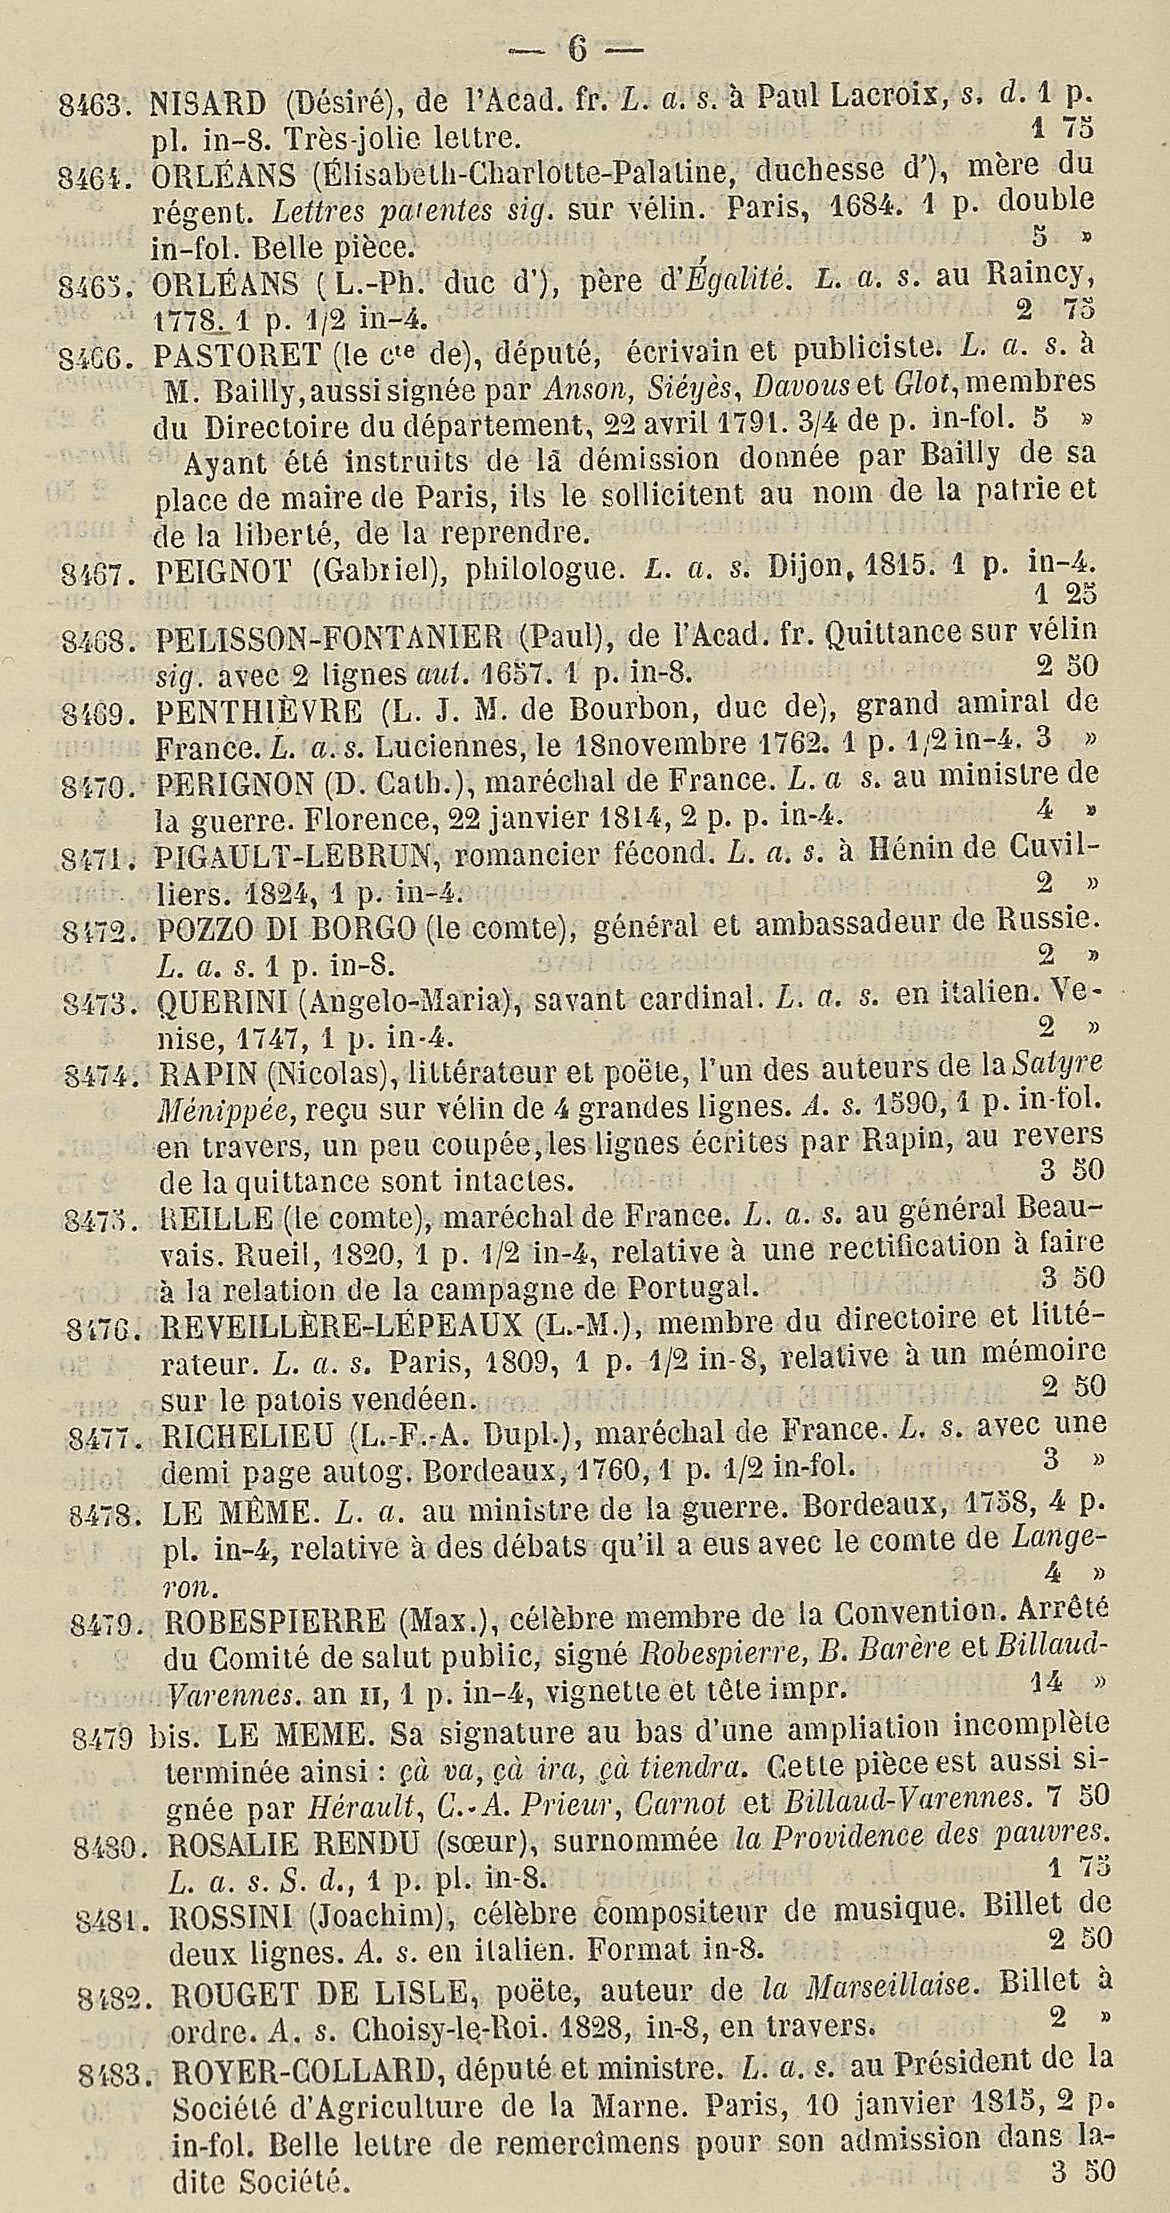 — 6 —
8463. NISARD (Désiré), de l'Acad. fr. L. a. s. à Paul Lacroix, s. d. 1 p.
pl. in-8. Très-jolie lettre. 1 75
8464. ORLÉANS (Élisabeth-Charlotte-Palatine, duchesse d'), mère du
régent. Lettres patentes sig. sur vélin. Paris, 1684. 1 p. double
in-fol. Belle pièce. 5 »
8465. ORLÉANS (L.-Ph. duc d'), père d'Égalité. L. a. s. au Raincy,
1778. 1 p. 1/2 in-4. 2 75
8466. PASTORET (le cte de), député, écrivain et publiciste. L. a. s. à
M. Bailly, aussi signée par Anson, Siéyès, Davous et Glot, membres
du Directoire du département, 22 avril 1791. 3/4 de p. in-fol. 5 »
Ayant été instruits de la démission donnée par Bailly de sa
place de maire de Paris, ils le sollicitent au nom de la patrie et
de la liberté, de la reprendre.
8467. PEIGNOT (Gabriel), philologue. L. a. s. Dijon, 1815. 1 p. in-4.
1 25
8468. PELISSON-FONTANIER (Paul), de l'Acad. fr. Quittance sur vélin
sig. avec 2 lignes aut. 1657. 1 p. in-8. 2 50
8469. PENTHIÈVRE (L. J. M. de Bourbon, duc de), grand amiral de
France. L. a. s. Luciennes, le 18 novembre 1762. 1 p. 1/2 in-4. 3 »
8470. PERIGNON (D. Cath.), maréchal de France. L. a s. au ministre de
la guerre. Florence, 22 janvier 1814, 2 p. p. in-4. 4 »
8471. PIGAULT-LEBRUN, romancier fécond. L. a. s. à Hénin de Cuvil-
liers. 1824, 1 p. in-4. 2 »
8472. POZZO DI BORGO (le comte), général et ambassadeur de Russie.
L. a. s. 1 p. in-8. 2 »
8473. QUERINI (Angelo-Maria), savant cardinal. L. a. s. en italien. Ve-
nise, 1747, 1 p. in-4. 2 »
8474. RAPIN (Nicolas), littérateur et poëte, l'un des auteurs de la Satyre
Ménippée, reçu sur vélin de 4 grandes lignes. A. s. 1590, 1 p. in-fol.
en travers, un peu coupée, les lignes écrites par Rapin, au revers
de la quittance sont intactes. 3 50
8475. REILLE (le comte), maréchal de France. L. a. s. au général Beau-
vais. Rueil, 1820, 1 p. 1/2 in-4, relative à une rectification à faire
à la relation de la campagne de Portugal. 3 50
8476. REVEILLÈRE-LÉPEAUX (L.-M.), membre du directoire et litté-
rateur. L. a. s. Paris, 1809, 1 p. 1/2 in-8, relative à un mémoire
sur le patois vendéen. 2 50
8477. RICHELIEU (L.-F.-A. Dupl.), maréchal de France. L. s. avec une
demi page autog. Bordeaux, 1760, 1 p. 1/2 in-fol. 3 »
8478. LE MÊME. L. a. au ministre de la guerre. Bordeaux, 1758, 4 p.
pl. in-4, relative à des débats qu'il a eus avec le comte de Lange-
ron. 4 »
8479. ROBESPIERRE (Max.), célèbre membre de la Convention. Arrêté
du Comité de salut public, signé Robespierre, B. Barère et Billaud-
Varennes. an II, 1 p. in-4, vignette et tête impr. 14 »
8479 bis. LE MEME. Sa signature au bas d'une ampliation incomplète
terminée ainsi : çà va, çà ira, çà tiendra. Cette pièce est aussi si-
gnée par Hérault, C.-A. Prieur, Carnot et Billaud-Varennes. 7 50
8480. ROSALIE RENDU (sœur), surnommée la Providence des pauvres.
L. a. s. S. d., 1 p. pl. in-8. 1 75
8481. ROSSINI (Joachim), célèbre compositeur de musique. Billet de
deux lignes. A. s. en italien. Format in-8. 2 50
8482. ROUGET DE LISLE, poëte, auteur de la Marseillaise. Billet à
ordre. A. s. Choisy-le-Roi. 1828, in-8, en travers. 2 »
8483. ROYER-COLLARD, député et ministre. L. a. s. au Président de la
Société d'Agriculture de la Marne. Paris, 10 janvier 1815, 2 p.
in-fol. Belle lettre de remercîmens pour son admission dans la-
dite Société. 3 50